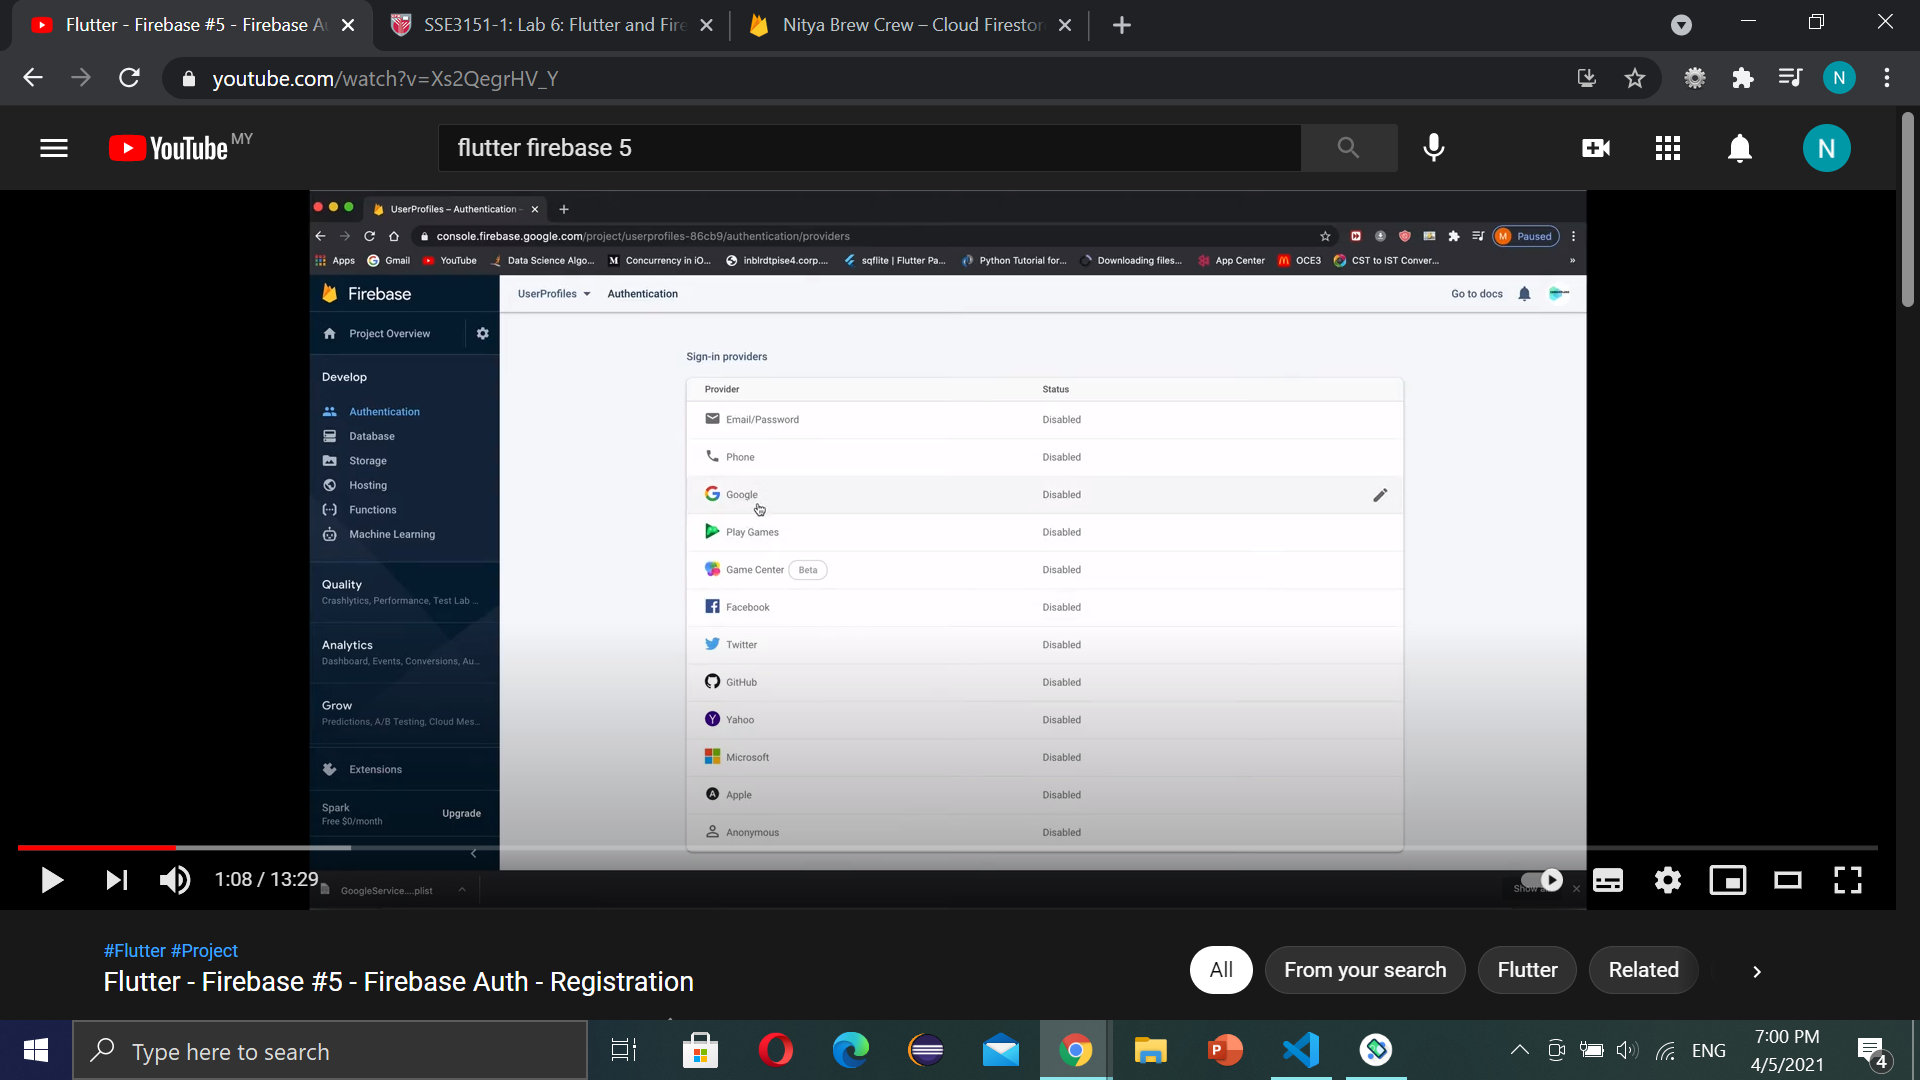 Flutter - Firebase #5 - Firebase Au
SSE3151-1: Lab 6: Flutter and Fire
Nitya Brew Crew – Cloud Firestor
youtube.com/watch?v=Xs2QegrHV_Y
N
YouTube MY
flutter firebase 5
N
UserProfiles – Authentication –
console.firebase.google.com/project/userprofiles-86cb9/authentication/providers
M Paused
Apps
Gmail
YouTube
Data Science Algo...
Concurrency in iO...
inblrdtpise4.corp....
sqflite | Flutter Pa...
Python Tutorial for...
Downloading files...
App Center
OCE3
CST to IST Conver...
»
Firebase
UserProfiles
Authentication
Go to docs
Project Overview
Sign-in providers
Develop
Authentication
Database
Storage
Hosting
Functions
Machine Learning
Quality
Crashlytics, Performance, Test Lab ...
Analytics
Dashboard, Events, Conversions, Au...
Grow
Predictions, A/B Testing, Cloud Mes...
Extensions
Spark
Free $0/month
Upgrade
Provider Status
Email/Password Disabled
Phone Disabled
Google Disabled
Play Games Disabled
Game Center Beta Disabled
Facebook Disabled
Twitter Disabled
GitHub Disabled
Yahoo Disabled
Microsoft Disabled
Apple Disabled
Anonymous Disabled
1:08 / 13:29
GoogleService....plist
#Flutter #Project
Flutter - Firebase #5 - Firebase Auth - Registration
All
From your search
Flutter
Related
Type here to search
ENG
7:00 PM
4/5/2021
4